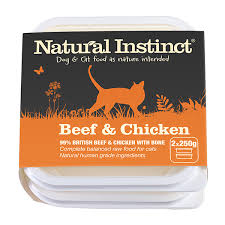 Natural Instinct®
Dog & Cat food as nature intended
Beef & Chicken
99% BRITISH BEEF & CHICKEN WITH BONE
Complete balanced raw food for cats
Natural human grade ingredients
2x250g